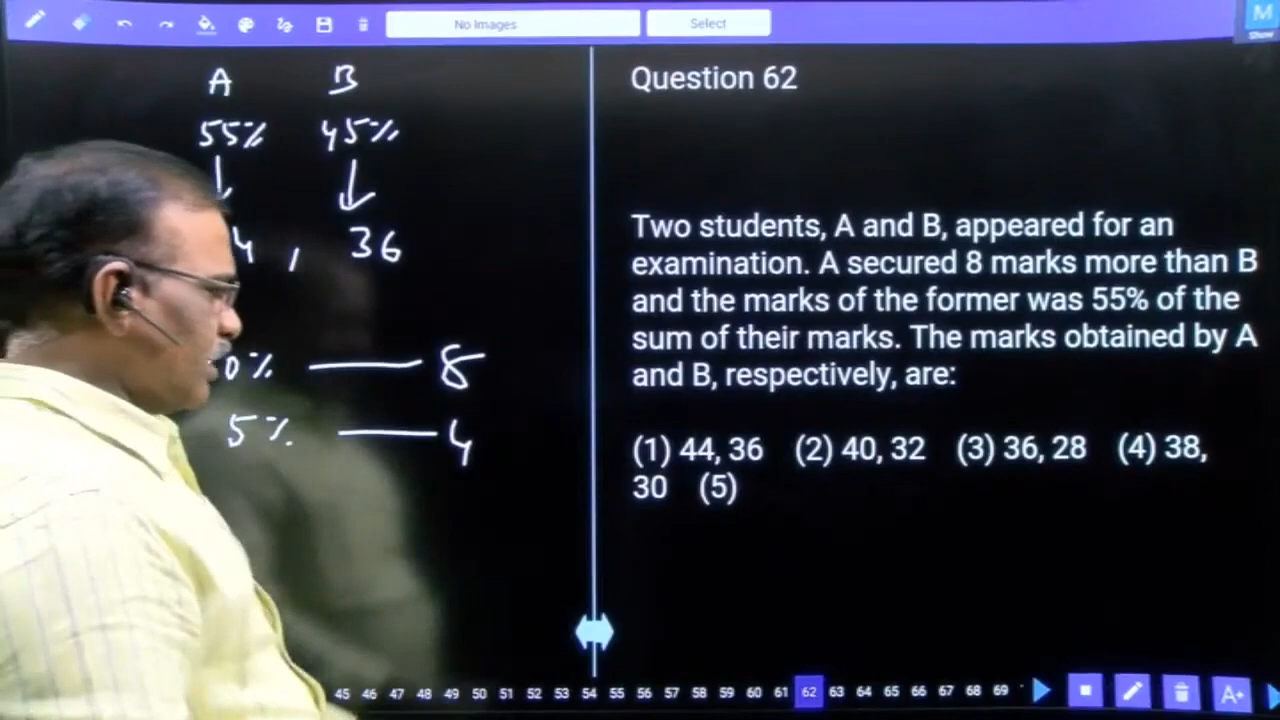 No Images
Select
M
Show
A B
55% 45%
4 , 36
0% 8
5% 4
Question 62
Two students, A and B, appeared for an
examination. A secured 8 marks more than B
and the marks of the former was 55% of the
sum of their marks. The marks obtained by A
and B, respectively, are:
(1) 44, 36 (2) 40, 32 (3) 36, 28 (4) 38,
30 (5)
45 46 47 48 49 50 51 52 53 54 55 56 57 58 59 60 61 62 63 64 65 66 67 68 69
A+